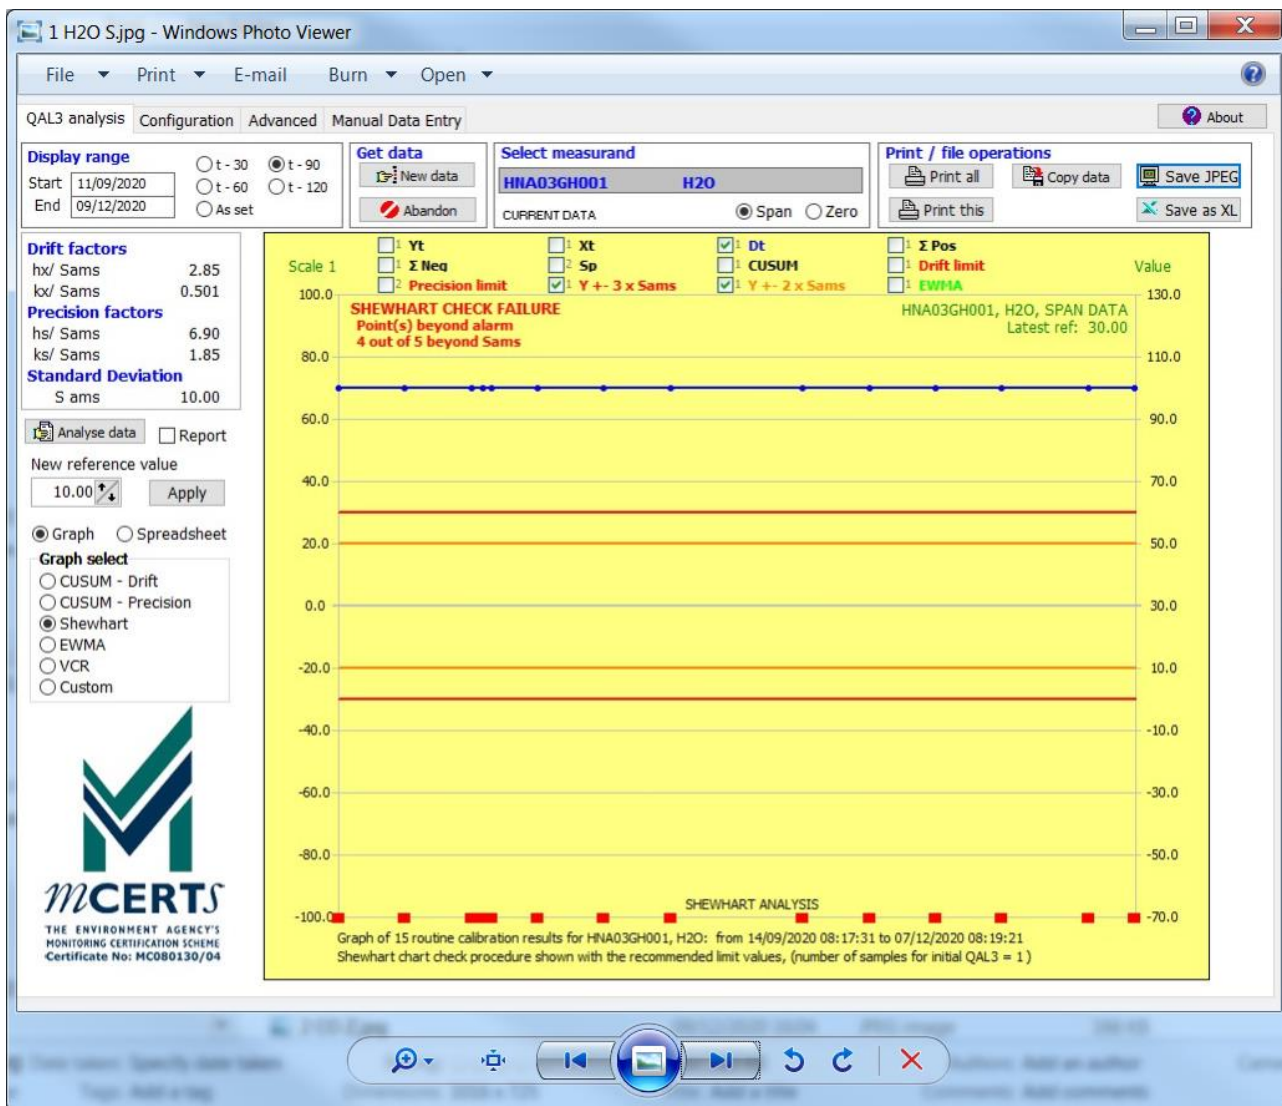 1 H2O S.jpg - Windows Photo Viewer
File Print E-mail Burn Open
QAL3 analysis Configuration Advanced Manual Data Entry About
Display range
t - 30 t - 90
Start 11/09/2020 t - 60 t - 120
End 09/12/2020 As set
Get data
New data
Abandon
Select measurand
HNA03GH001 H2O
CURRENT DATA Span Zero
Print / file operations
Print all Copy data Save JPEG
Print this Save as XL
Drift factors
hx/ Sams 2.85
kx/ Sams 0.501
Precision factors
hs/ Sams 6.90
ks/ Sams 1.85
Standard Deviation
S ams 10.00
Analyse data Report
New reference value
10.00 Apply
Graph Spreadsheet
Graph select
CUSUM - Drift
CUSUM - Precision
Shewhart
EWMA
VCR
Custom
mCERTS
THE ENVIRONMENT AGENCY'S
MONITORING CERTIFICATION SCHEME
Certificate No: MC080130/04
1 Yt 1 Xt 1 Dt 1 Σ Pos
Scale 1 1 Σ Neg 2 Sp 1 CUSUM 1 Drift limit Value
2 Precision limit 1 Y +- 3 x Sams 1 Y +- 2 x Sams 1 EWMA
100.0 130.0
SHEWHART CHECK FAILURE HNA03GH001, H2O, SPAN DATA
Point(s) beyond alarm Latest ref: 30.00
4 out of 5 beyond Sams
80.0 110.0
60.0 90.0
40.0 70.0
20.0 50.0
0.0 30.0
-20.0 10.0
-40.0 -10.0
-60.0 -30.0
-80.0 -50.0
SHEWHART ANALYSIS
-100.0 -70.0
Graph of 15 routine calibration results for HNA03GH001, H2O: from 14/09/2020 08:17:31 to 07/12/2020 08:19:21
Shewhart chart check procedure shown with the recommended limit values, (number of samples for initial QAL3 = 1 )